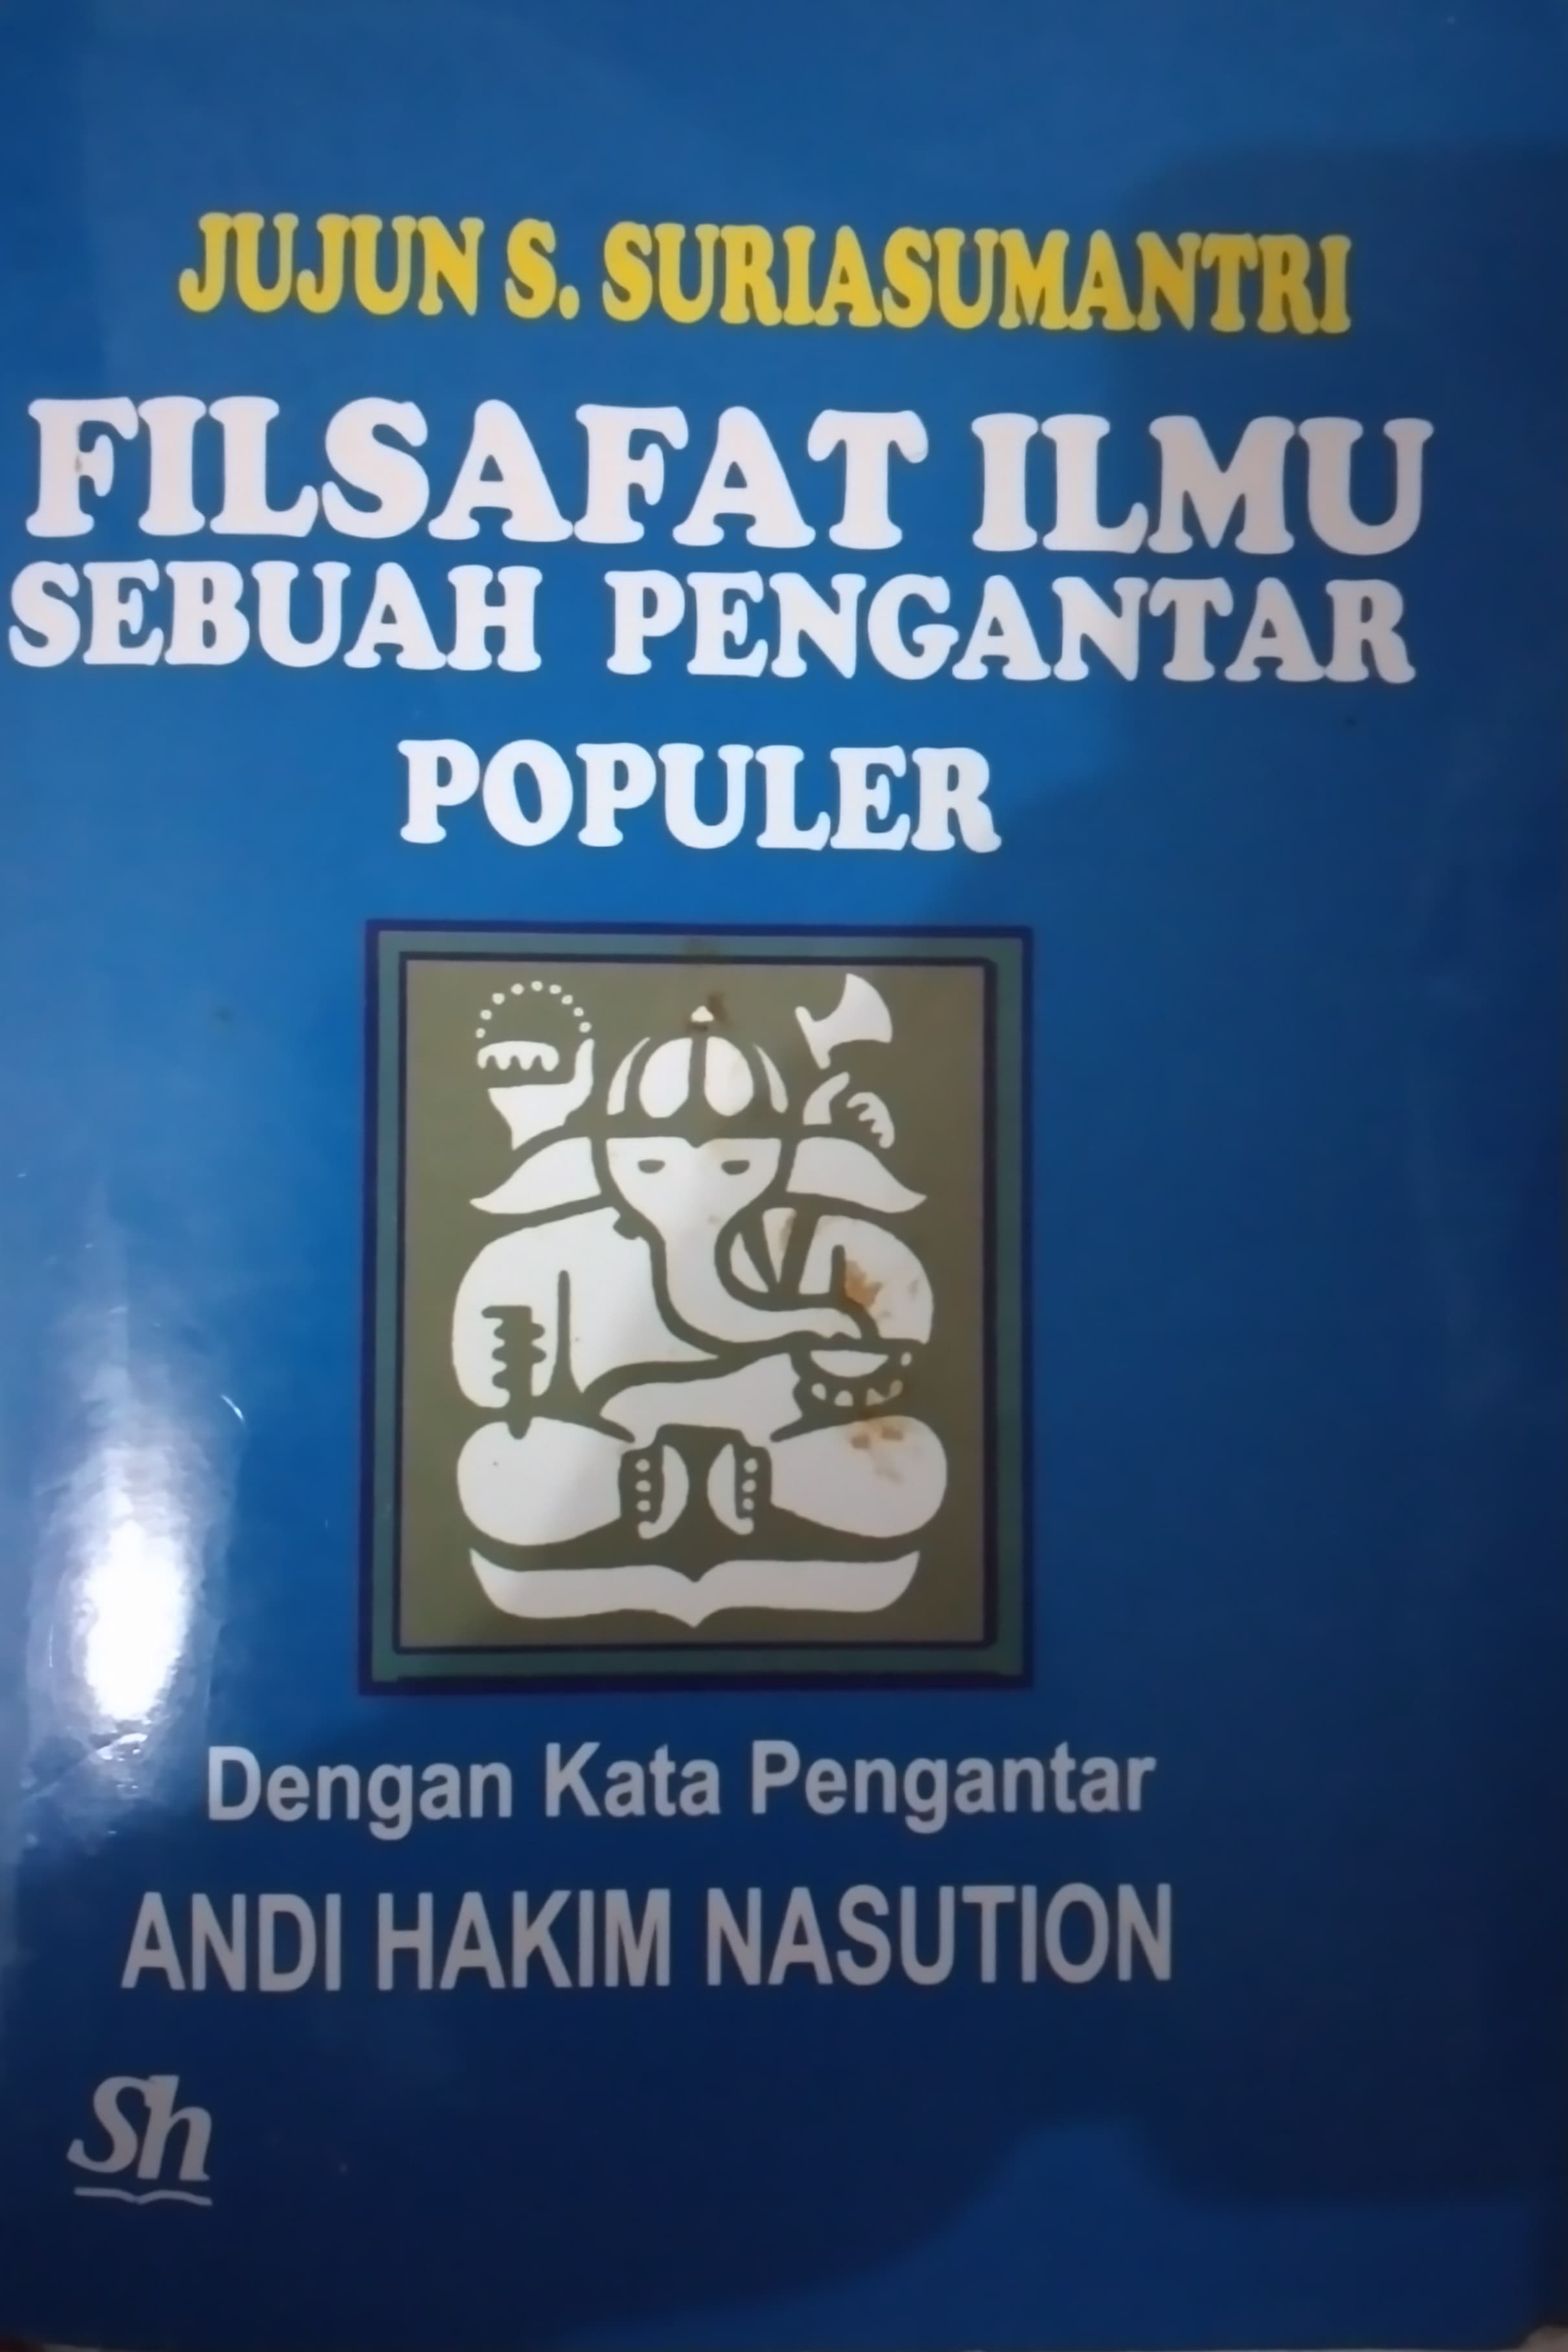 JUJUN S. SURIASUMANTRI
FILSAFAT ILMU
SEBUAH PENGANTAR
POPULER
Dengan Kata Pengantar
ANDI HAKIM NASUTION
Sh